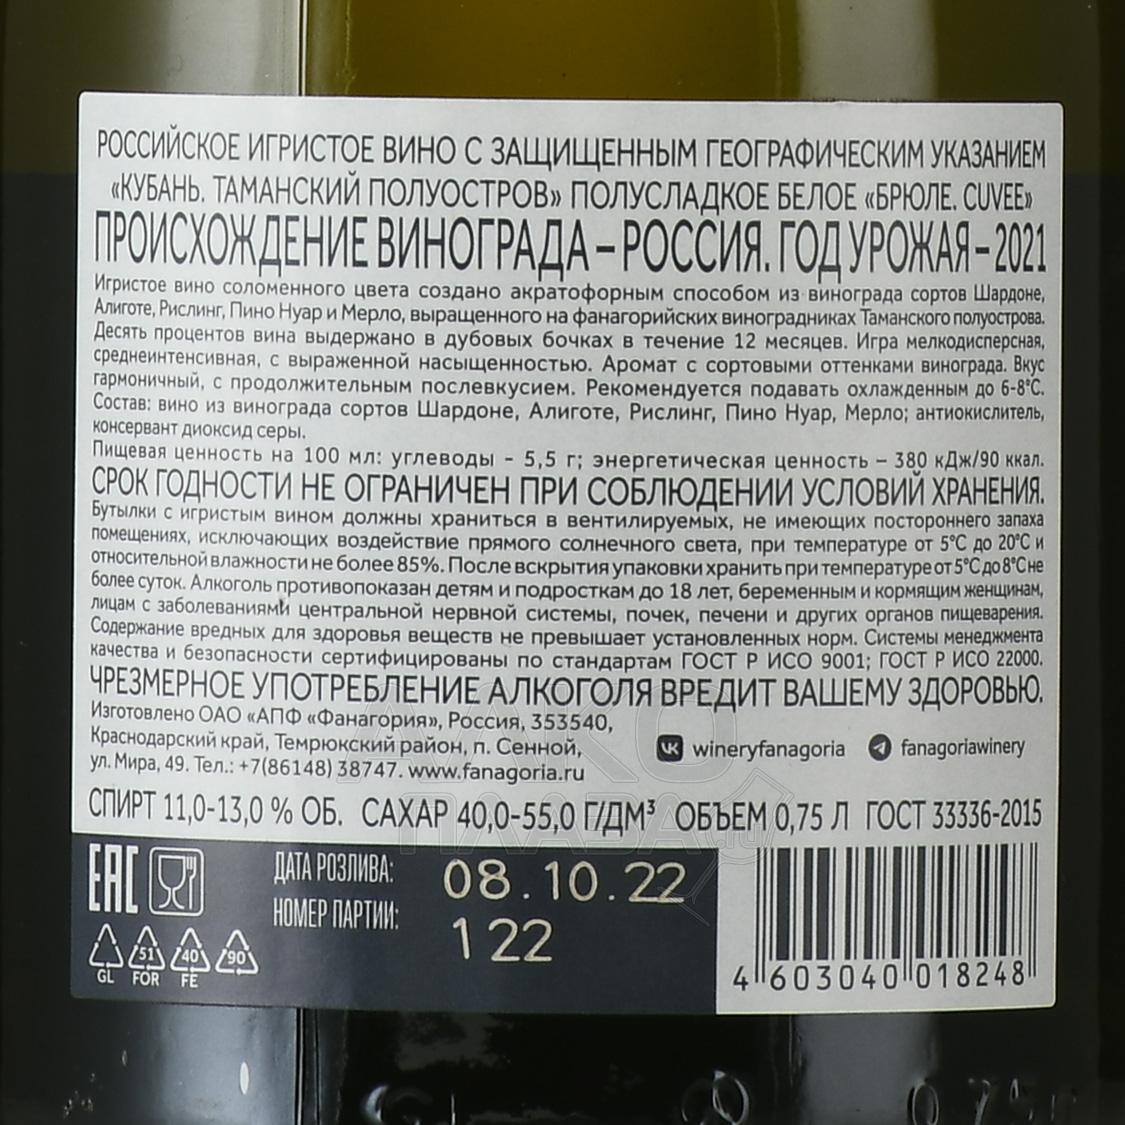 РОССИЙСКОЕ ИГРИСТОЕ ВИНО С ЗАЩИЩЕННЫМ ГЕОГРАФИЧЕСКИМ УКАЗАНИЕМ
«КУБАНЬ. ТАМАНСКИЙ ПОЛУОСТРОВ» ПОЛУСЛАДКОЕ БЕЛОЕ «БРЮЛЕ. CUVEE»
ПРОИСХОЖДЕНИЕ ВИНОГРАДА – РОССИЯ. ГОД УРОЖАЯ – 2021
Игристое вино соломенного цвета создано акратофорным способом из винограда сортов Шардоне,
Алиготе, Рислинг, Пино Нуар и Мерло, выращенного на фанагорийских виноградниках Таманского полуострова.
Десять процентов вина выдержано в дубовых бочках в течение 12 месяцев. Игра мелкодисперсная,
среднеинтенсивная, с выраженной насыщенностью. Аромат с сортовыми оттенками винограда. Вкус
гармоничный, с продолжительным послевкусием. Рекомендуется подавать охлажденным до 6-8°С.
Состав: вино из винограда сортов Шардоне, Алиготе, Рислинг, Пино Нуар, Мерло; антиокислитель,
консервант диоксид серы.
Пищевая ценность на 100 мл: углеводы - 5,5 г; энергетическая ценность – 380 кДж/90 ккал.
СРОК ГОДНОСТИ НЕ ОГРАНИЧЕН ПРИ СОБЛЮДЕНИИ УСЛОВИЙ ХРАНЕНИЯ.
Бутылки с игристым вином должны храниться в вентилируемых, не имеющих постороннего запаха
помещениях, исключающих воздействие прямого солнечного света, при температуре от 5°С до 20°С и
относительной влажности не более 85%. После вскрытия упаковки хранить при температуре от 5°С до 8°С не
более суток. Алкоголь противопоказан детям и подросткам до 18 лет, беременным и кормящим женщинам,
лицам с заболеваниями центральной нервной системы, почек, печени и других органов пищеварения.
Содержание вредных для здоровья веществ не превышает установленных норм. Системы менеджмента
качества и безопасности сертифицированы по стандартам ГОСТ Р ИСО 9001; ГОСТ Р ИСО 22000.
ЧРЕЗМЕРНОЕ УПОТРЕБЛЕНИЕ АЛКОГОЛЯ ВРЕДИТ ВАШЕМУ ЗДОРОВЬЮ.
Изготовлено ОАО «АПФ «Фанагория», Россия, 353540,
Краснодарский край, Темрюкский район, п. Сенной,
ул. Мира, 49. Тел.: +7(86148) 38747. www.fanagoria.ru
wineryfanagoria fanagoriawinery
СПИРТ 11,0-13,0 % ОБ. САХАР 40,0-55,0 Г/ДМ³ ОБЪЕМ 0,75 Л ГОСТ 33336-2015
EAC
ДАТА РОЗЛИВА: 08.10.22
НОМЕР ПАРТИИ: 122
51 40 90
GL FOR FE
4 603040 018248
АЛКО
ПЛАЗА.ru